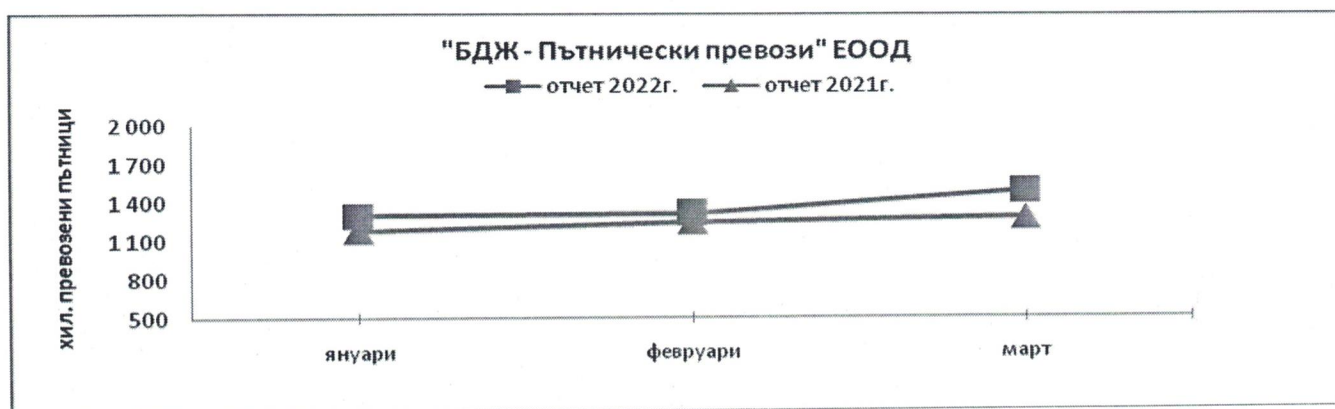 "БДЖ - Пътнически превози" ЕООД
отчет 2022г. отчет 2021г.
хил. превозени пътници
2 000
1 700
1 400
1 100
800
500
януари февруари март